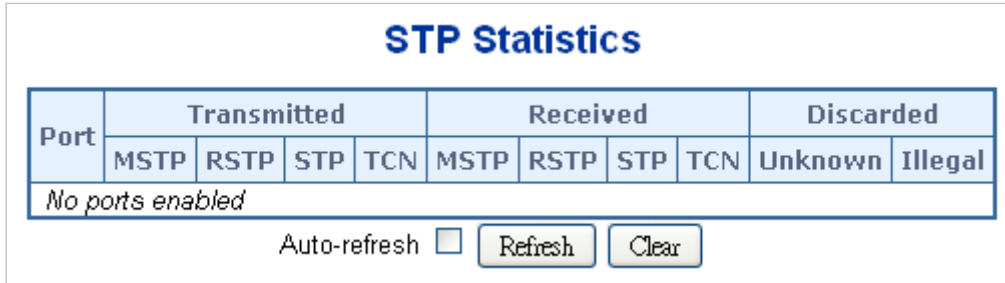 STP Statistics
Port Transmitted Received Discarded
MSTP RSTP STP TCN MSTP RSTP STP TCN Unknown Illegal
No ports enabled
Auto-refresh Refresh Clear